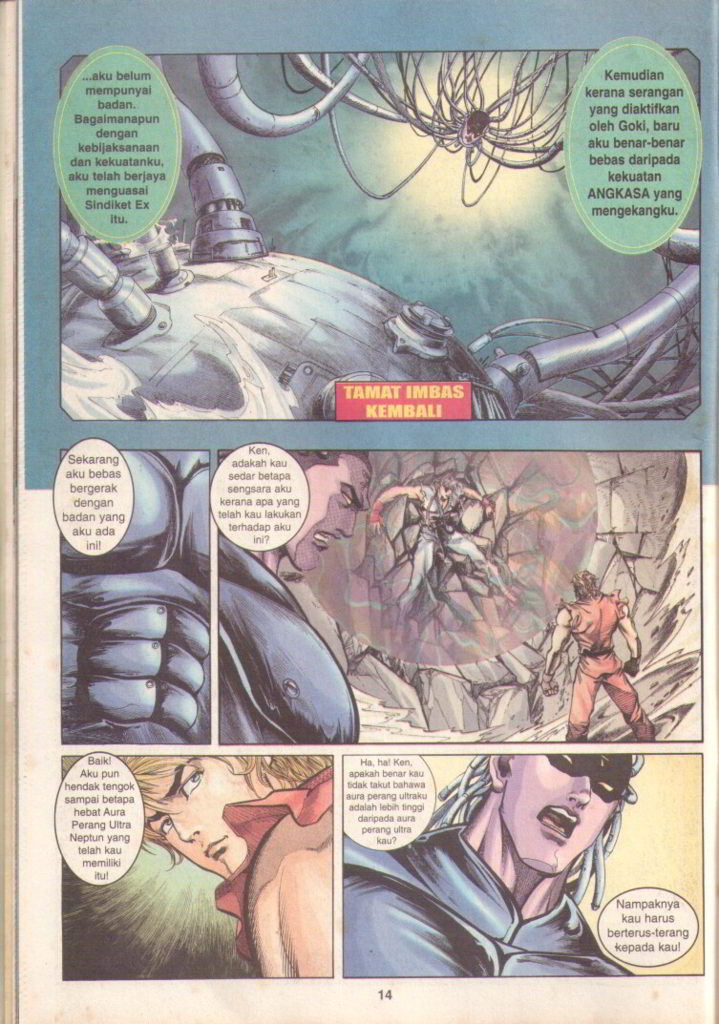 ...aku belum
mempunyai
badan.
Bagaimanapun
dengan
kebijaksanaan
dan kekuatanku,
aku telah berjaya
menguasai
Sindiket Ex
itu.
Kemudian
kerana serangan
yang diaktifkan
oleh Goki, baru
aku benar-benar
bebas daripada
kekuatan
ANGKASA yang
mengekangku.
TAMAT IMBAS
KEMBALI
Sekarang
aku bebas
bergerak
dengan
badan yang
aku ada
ini!
Ken,
adakah kau
sedar betapa
sengsara aku
kerana apa yang
telah kau lakukan
terhadap aku
ini?
Baik!
Aku pun
hendak tengok
sampai betapa
hebat Aura
Perang Ultra
Neptun yang
telah kau
memiliki
itu!
Ha, ha! Ken,
apakah benar kau
tidak takut bahawa
aura perang ultraku
adalah lebih tinggi
daripada aura
perang ultra
kau?
Nampaknya
kau harus
berterus-terang
kepada kau!
14